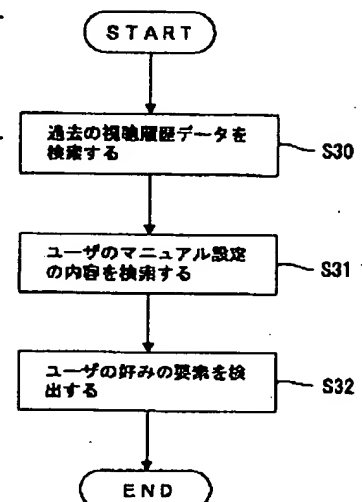 START
過去の視聴履歴データを
検索する
S30
ユーザのマニュアル設定
の内容を検索する
S31
ユーザの好みの要素を検
出する
S32
END